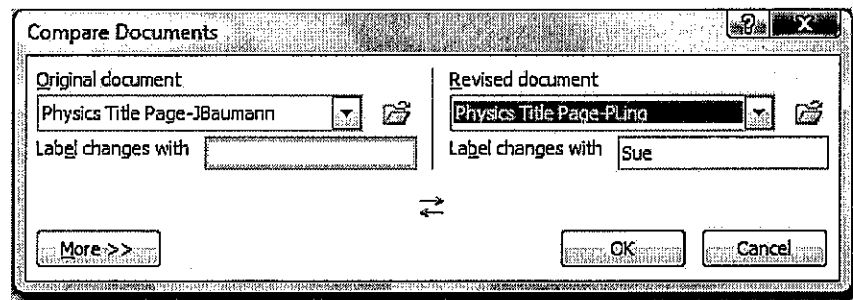 Compare Documents
Original document
Physics Title Page-JBaumann
Label changes with
Revised document
Physics Title Page-PLing
Label changes with Sue
More >>
OK
Cancel